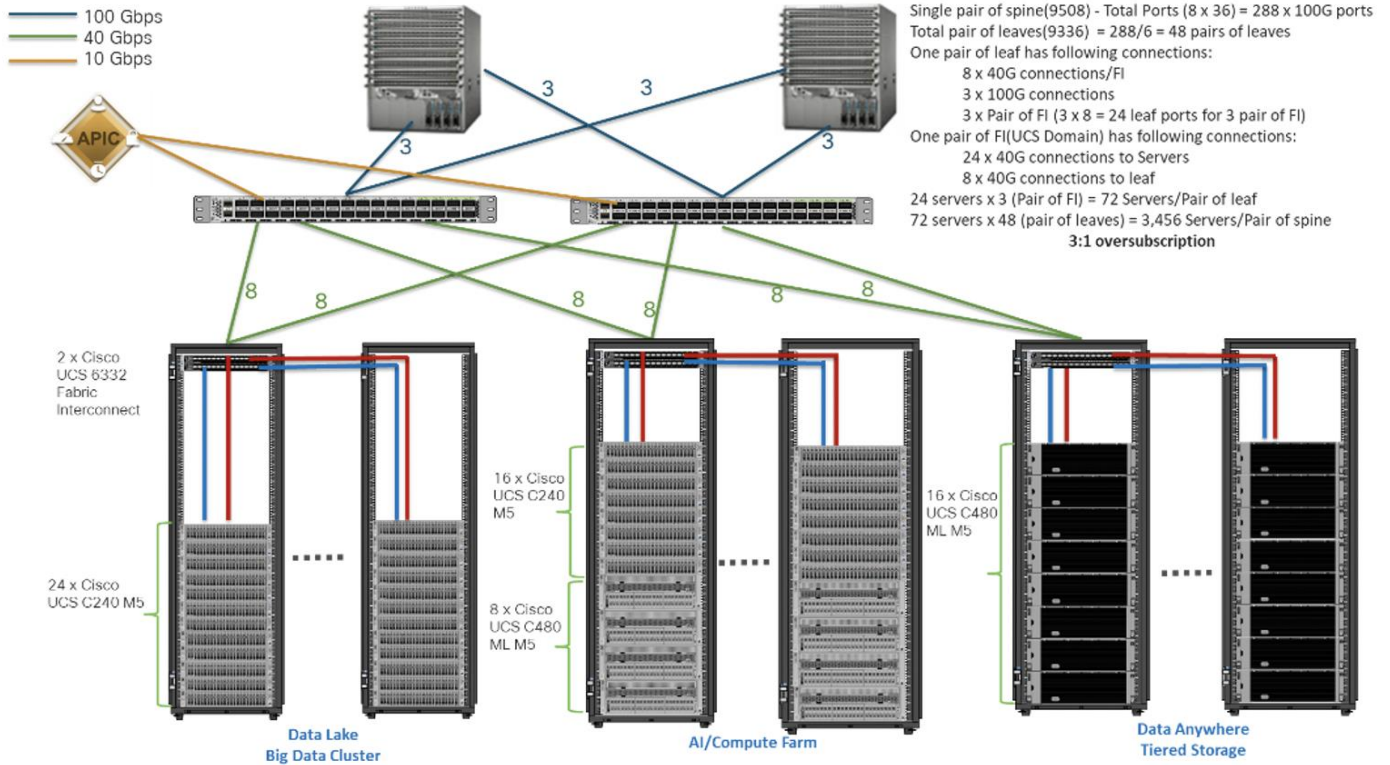 100 Gbps
40 Gbps
10 Gbps
Single pair of spine(9508) - Total Ports (8 x 36) = 288 x 100G ports
Total pair of leaves(9336) = 288/6 = 48 pairs of leaves
One pair of leaf has following connections:
8 x 40G connections/FI
3 x 100G connections
3 x Pair of FI (3 x 8 = 24 leaf ports for 3 pair of FI)
One pair of FI(UCS Domain) has following connections:
24 x 40G connections to Servers
8 x 40G connections to leaf
24 servers x 3 (Pair of FI) = 72 Servers/Pair of leaf
72 servers x 48 (pair of leaves) = 3,456 Servers/Pair of spine
3:1 oversubscription
APIC
3
3
3
3
8
8
8
8
8
8
2 x Cisco
UCS 6332
Fabric
Interconnect
24 x Cisco
UCS C240 M5
16 x Cisco
UCS C240
M5
8 x Cisco
UCS C480
ML M5
16 x Cisco
UCS C480
ML M5
Data Lake
Big Data Cluster
AI/Compute Farm
Data Anywhere
Tiered Storage